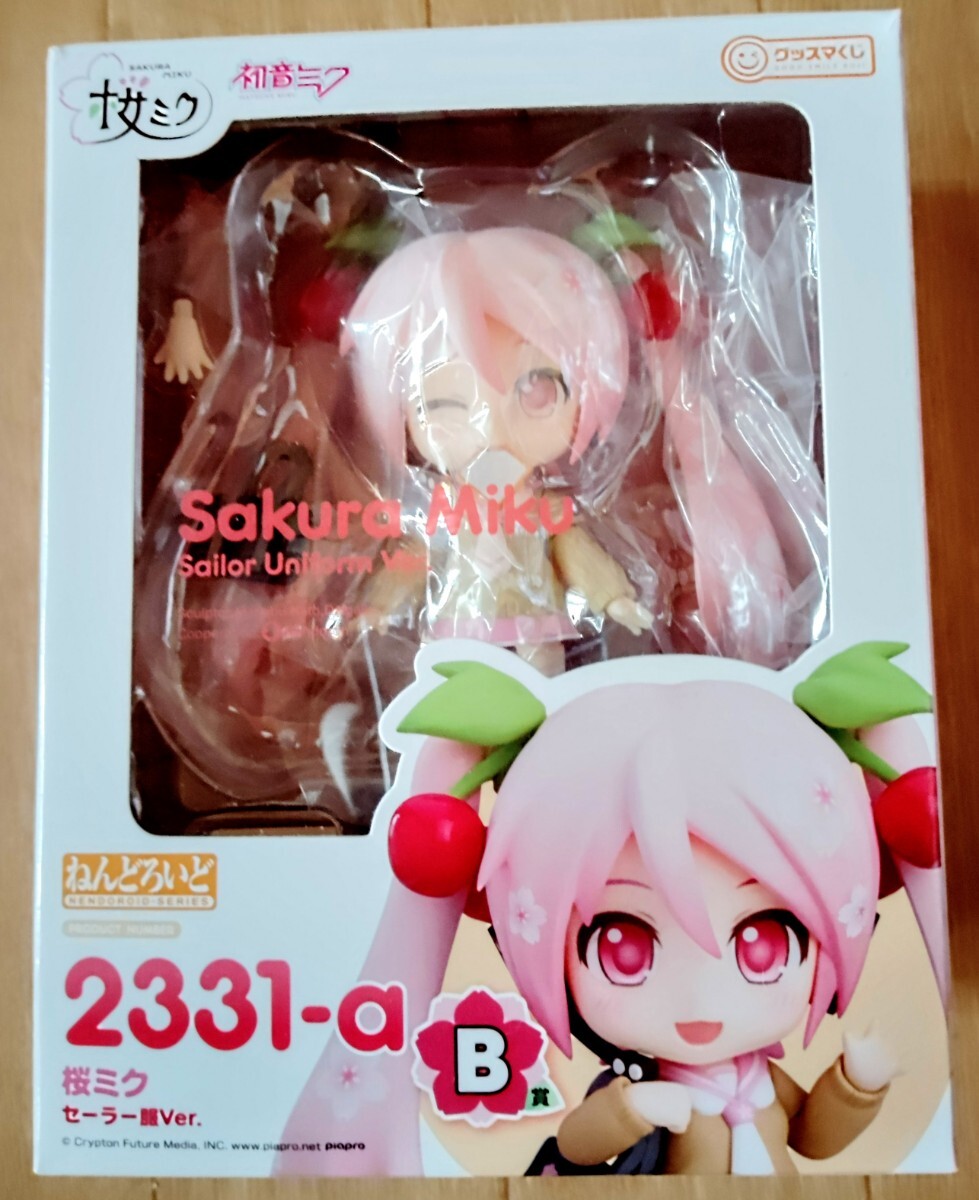 SAKURA
MIKU
桜ミク
初音ミク
グッスマくじ
Sakura Miku
Sailor Uniform Ver.
ねんどろいど
NENDOROID-SERIES
PRODUCT NUMBER
2331-a
B
賞
桜ミク
セーラー服Ver.
© Crypton Future Media, INC. www.piapro.net piapro